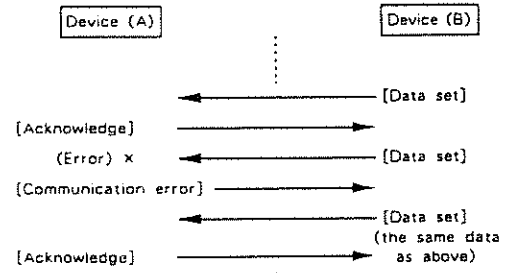 Device (A)
Device (B)
[Data set]
[Acknowledge]
(Error) ×
[Data set]
[Communication error]
[Data set]
(the same data
as above)
[Acknowledge]